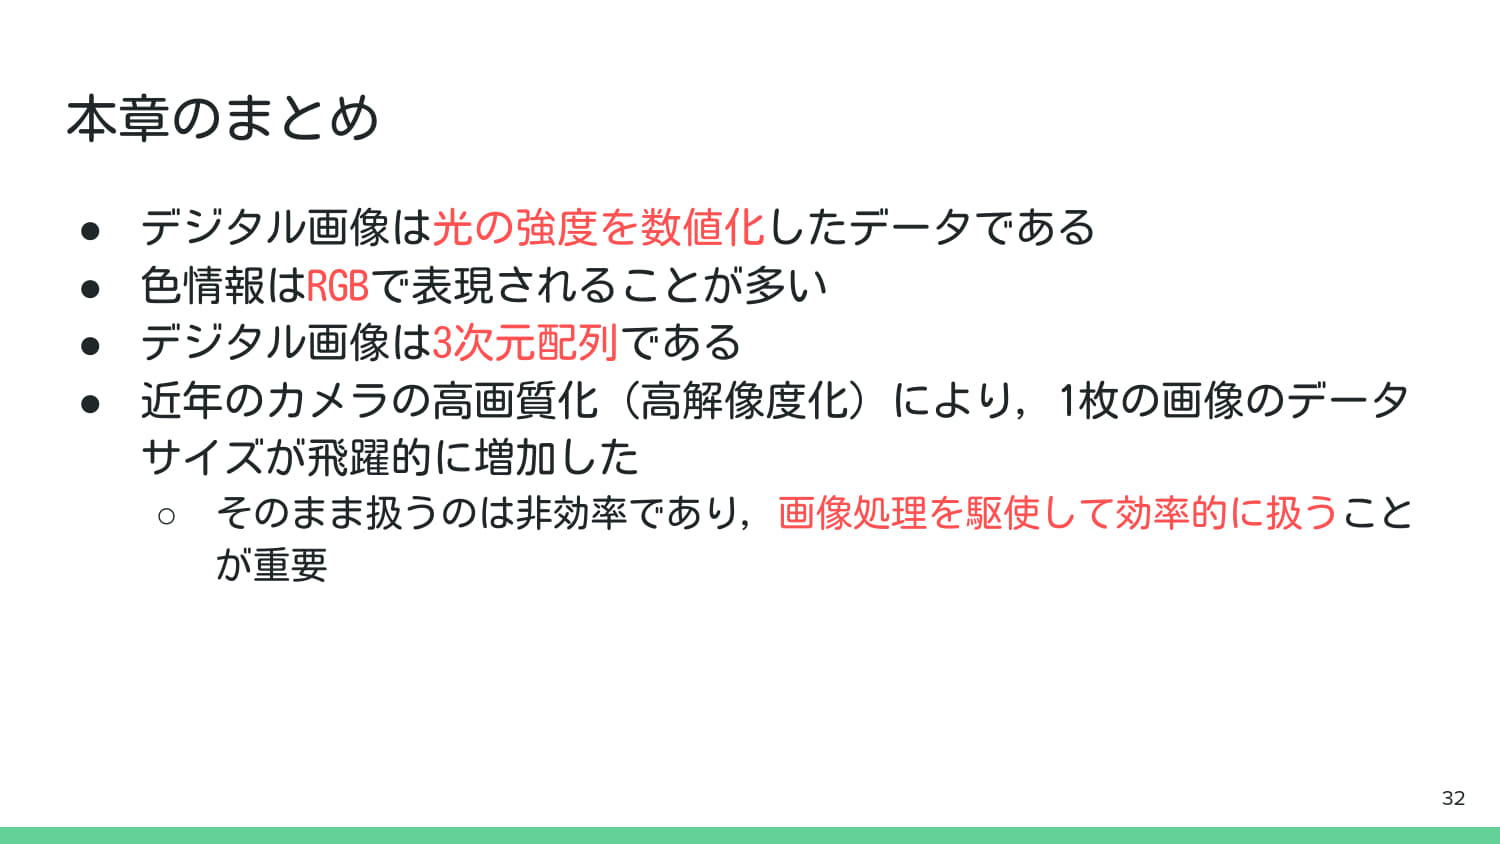 本章のまとめ
● デジタル画像は光の強度を数値化したデータである
● 色情報はRGBで表現されることが多い
● デジタル画像は3次元配列である
● 近年のカメラの高画質化（高解像度化）により，1枚の画像のデータ
サイズが飛躍的に増加した
○ そのまま扱うのは非効率であり，画像処理を駆使して効率的に扱うこと
が重要
32